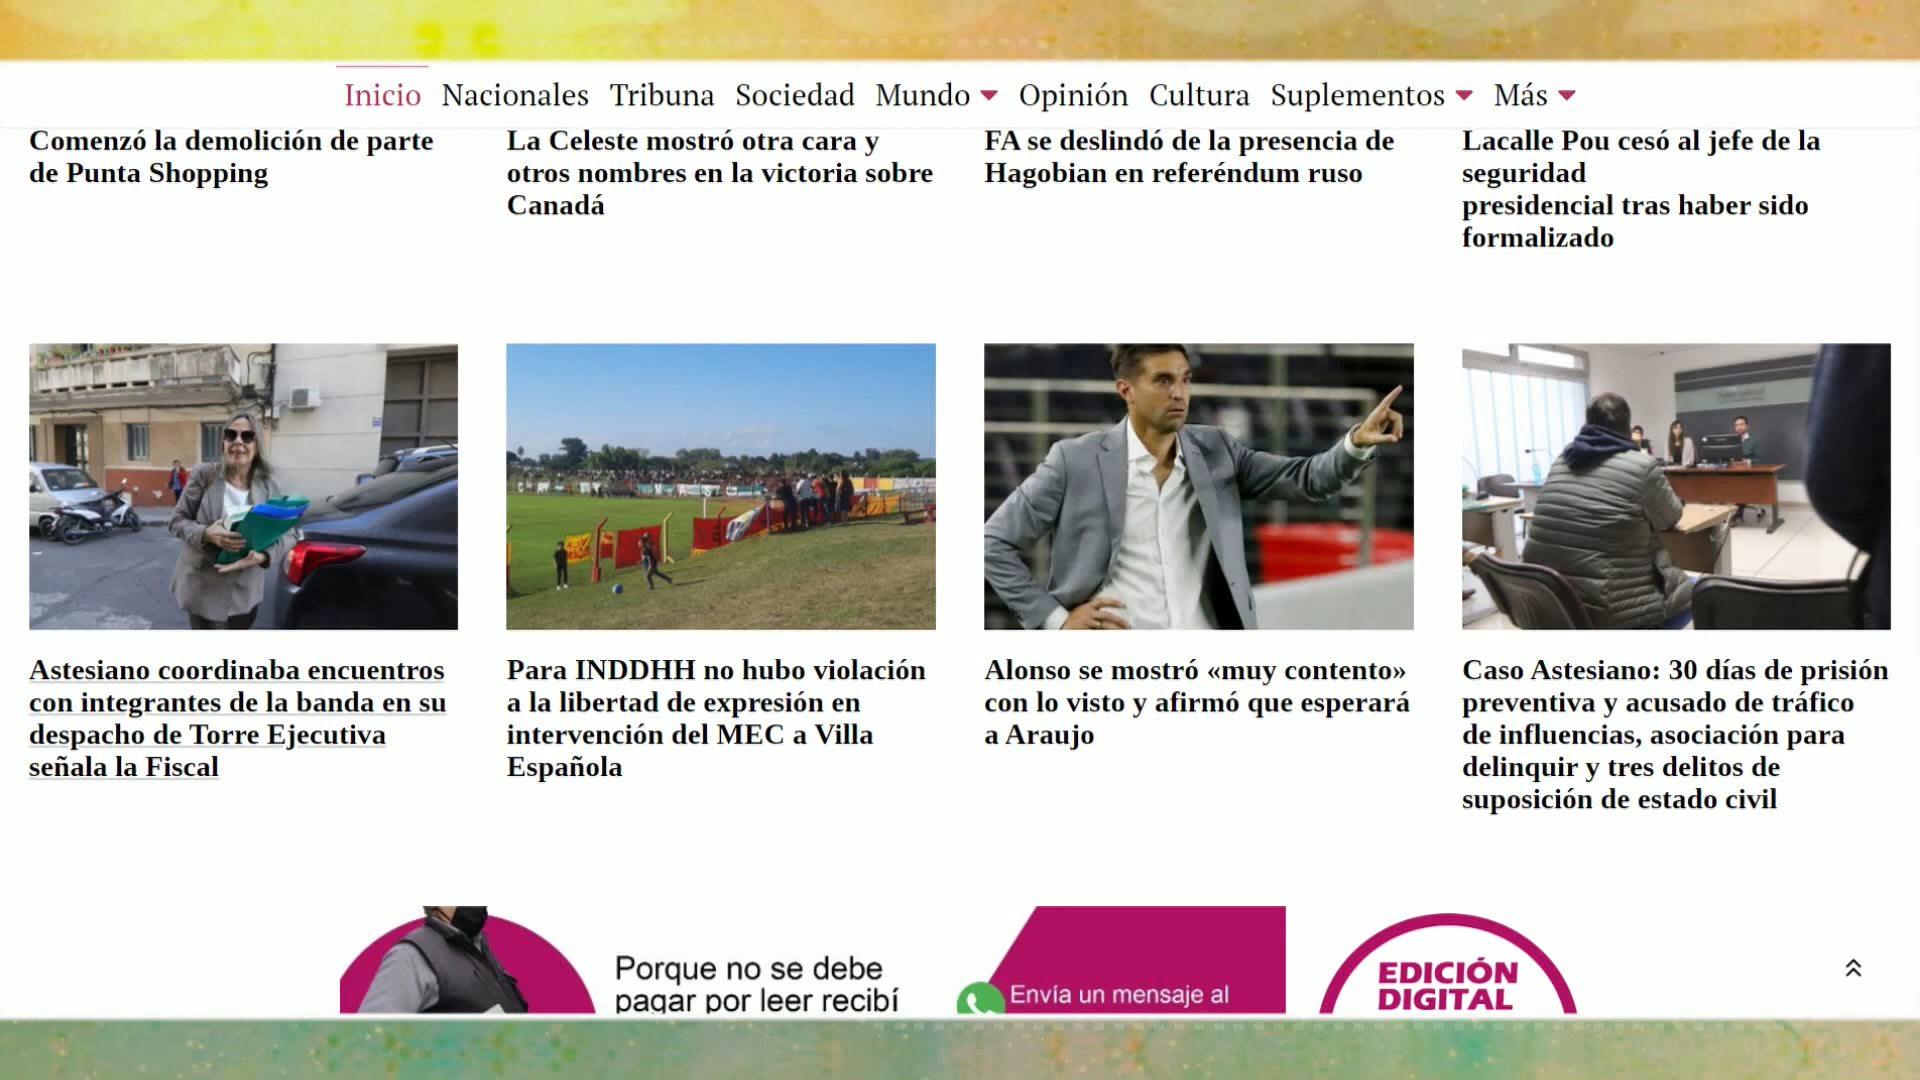 Inicio Nacionales Tribuna Sociedad Mundo Opinión Cultura Suplementos Más
Comenzó la demolición de parte
de Punta Shopping
La Celeste mostró otra cara y
otros nombres en la victoria sobre
Canadá
FA se deslindó de la presencia de
Hagobian en referéndum ruso
Lacalle Pou cesó al jefe de la
seguridad
presidencial tras haber sido
formalizado
Astesiano coordinaba encuentros
con integrantes de la banda en su
despacho de Torre Ejecutiva
señala la Fiscal
Para INDDHH no hubo violación
a la libertad de expresión en
intervención del MEC a Villa
Española
Alonso se mostró «muy contento»
con lo visto y afirmó que esperará
a Araujo
Caso Astesiano: 30 días de prisión
preventiva y acusado de tráfico
de influencias, asociación para
delinquir y tres delitos de
suposición de estado civil
Porque no se debe
pagar por leer recibí
Envía un mensaje al
EDICIÓN
DIGITAL